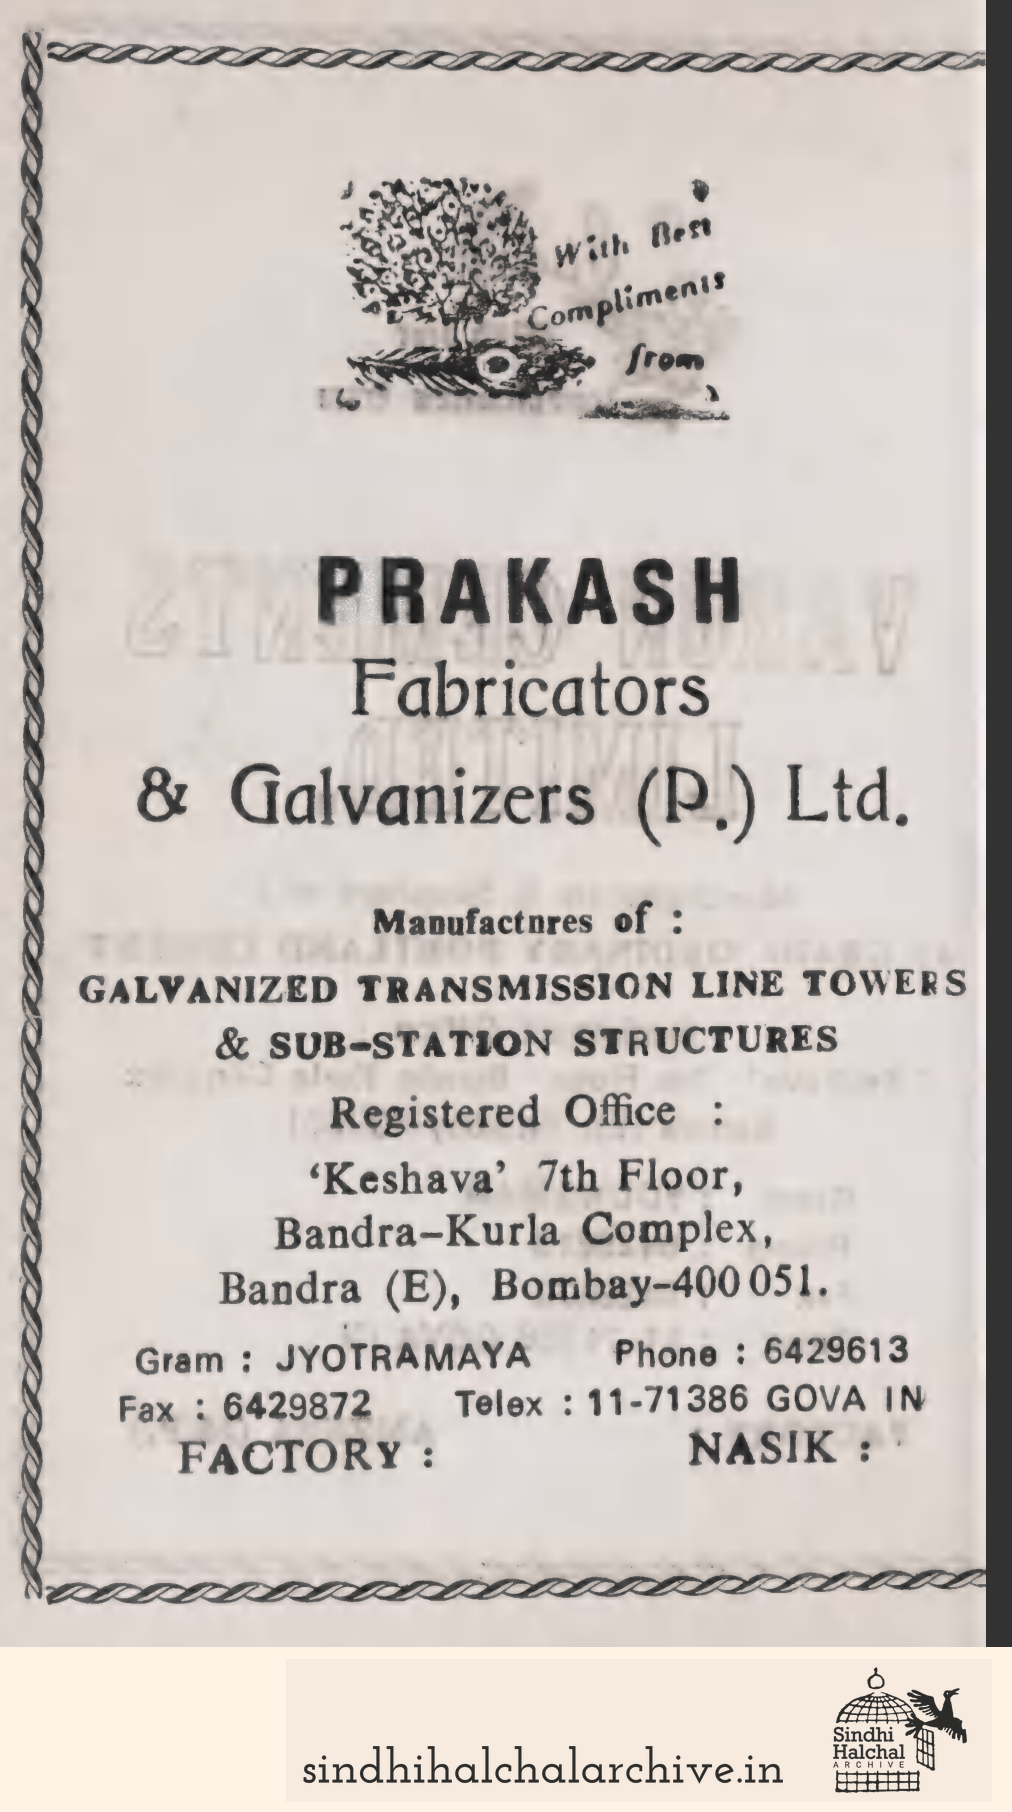 With Best
Compliments
from
PRAKASH
Fabricators
& Galvanizers (P.) Ltd.
Manufactnres of :
GALVANIZED TRANSMISSION LINE TOWERS
& SUB-STATION STRUCTURES
Registered Office :
‘Keshava’ 7th Floor,
Bandra-Kurla Complex,
Bandra (E), Bombay-400 051.
Gram : JYOTRAMAYA Phone : 6429613
Fax : 6429872 Telex : 11-71386 GOVA IN
FACTORY : NASIK :
sindhihalchalarchive.in
Sindhi
Halchal
ARCHIVE